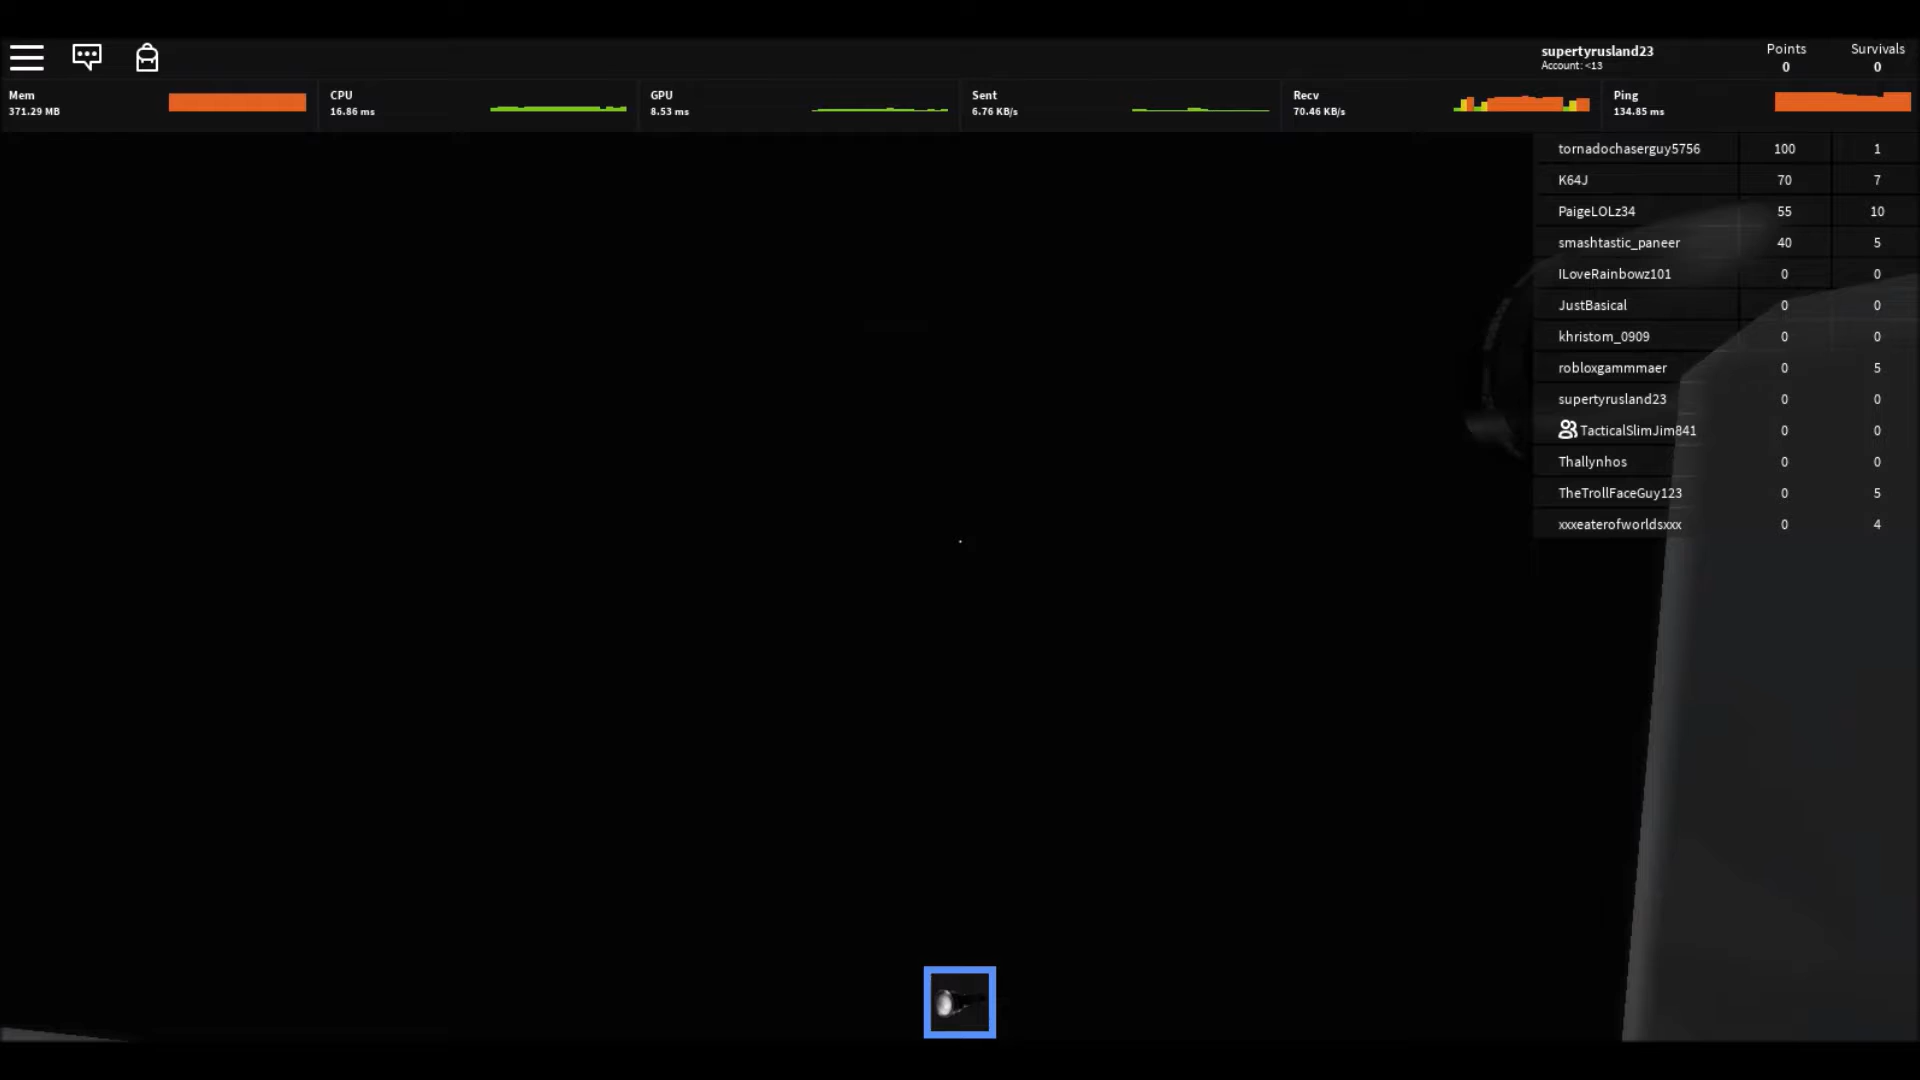 supertyrusland23 Points Survivals
Account: <13 0 0
Mem CPU GPU Sent Recv Ping
371.29 MB 16.86 ms 8.53 ms 6.76 KB/s 70.46 KB/s 134.85 ms
tornadochaserguy5756 100 1
K64J 70 7
PaigeLOLz34 55 10
smashtastic_paneer 40 5
ILoveRainbowz101 0 0
JustBasical 0 0
khristom_0909 0 0
robloxgammmaer 0 5
supertyrusland23 0 0
TacticalSlimJim841 0 0
Thallynhos 0 0
TheTrollFaceGuy123 0 5
xxxeaterofworldsxxx 0 4